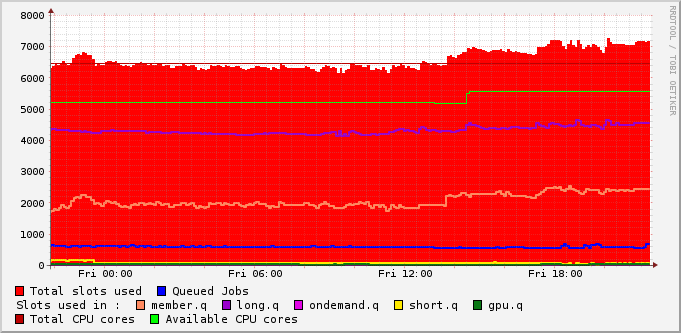 RRDTOOL / TOBI OETIKER
8000
7000
6000
5000
4000
3000
2000
1000
0
Fri 00:00 Fri 06:00 Fri 12:00 Fri 18:00
Total slots used Queued Jobs
Slots used in : member.q long.q ondemand.q short.q gpu.q
Total CPU cores Available CPU cores